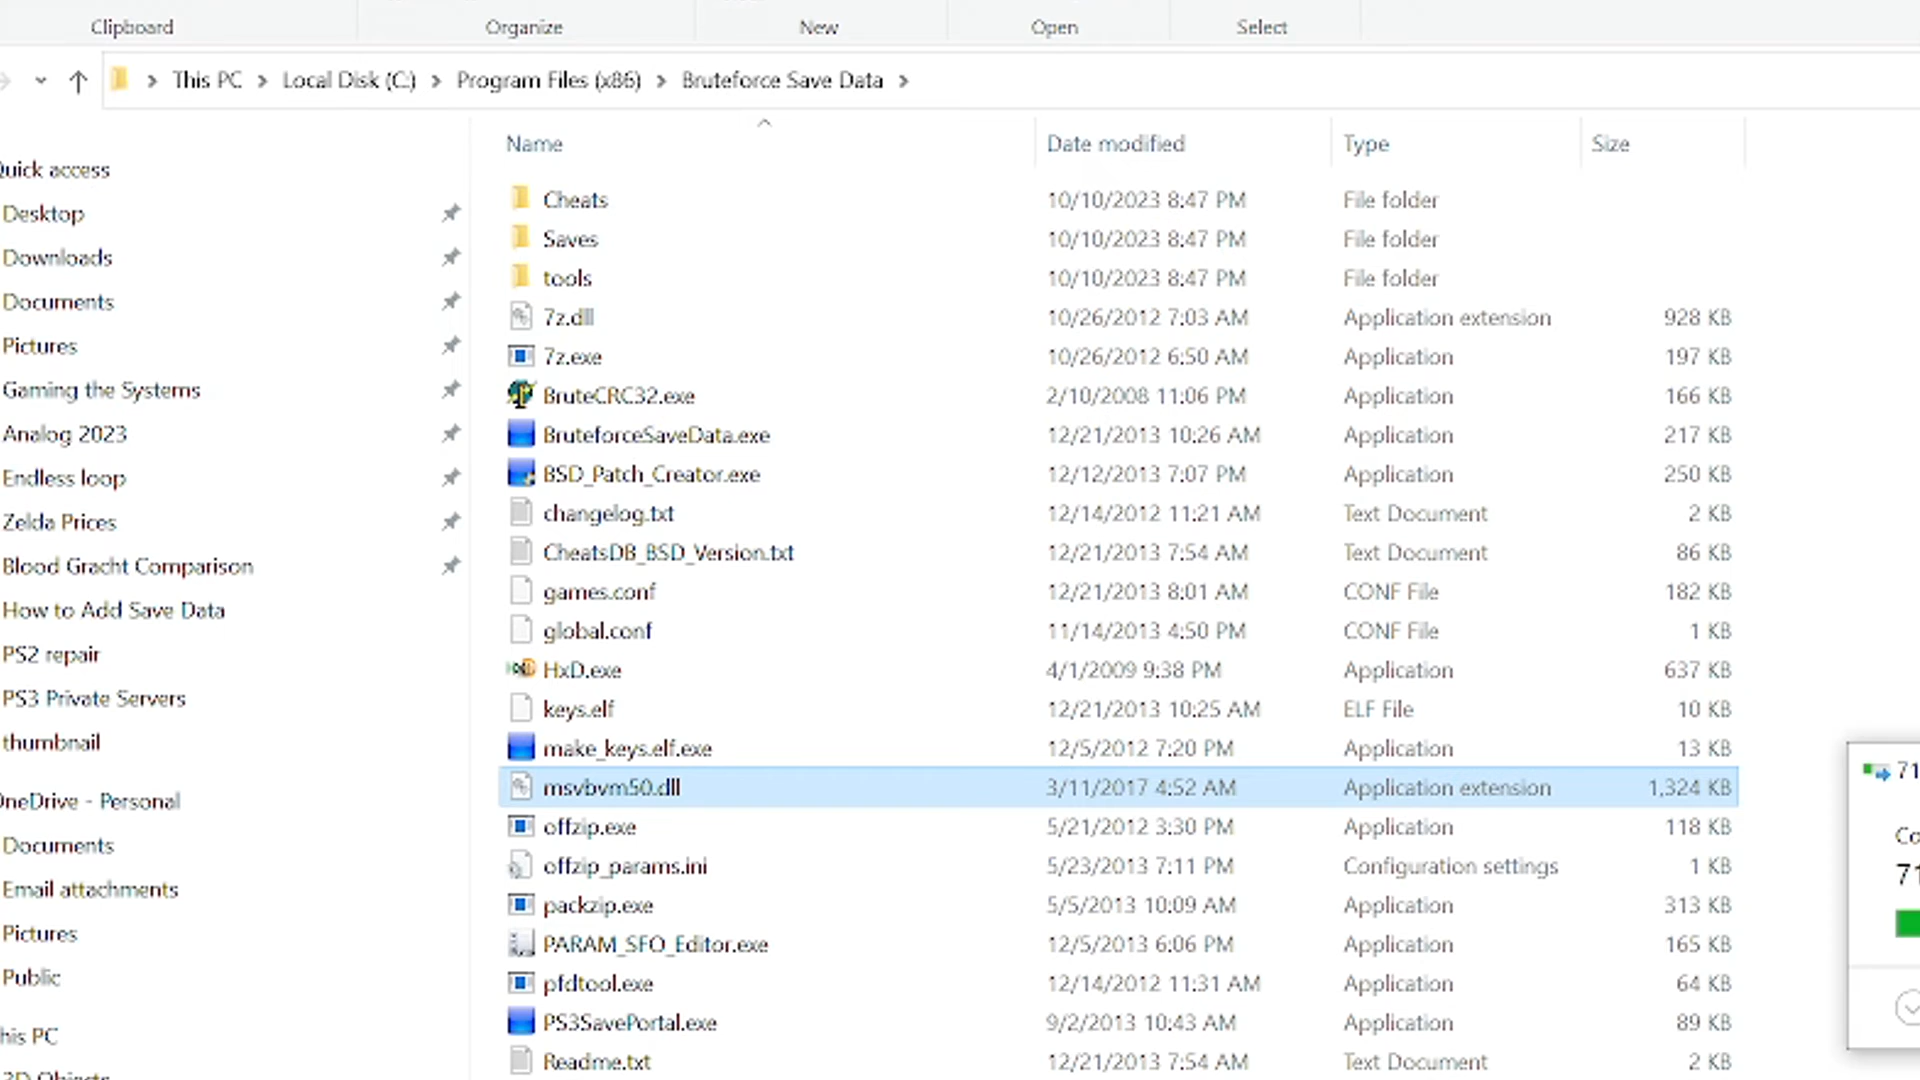 Clipboard Organize New Open Select
This PC > Local Disk (C:) > Program Files (x86) > Bruteforce Save Data >
Name Date modified Type Size
Quick access
Desktop
Downloads
Documents
Pictures
Gaming the Systems
Analog 2023
Endless loop
Zelda Prices
Blood Gracht Comparison
How to Add Save Data
PS2 repair
PS3 Private Servers
thumbnail
OneDrive - Personal
Documents
Email attachments
Pictures
Public
This PC
3D Objects
Cheats 10/10/2023 8:47 PM File folder
Saves 10/10/2023 8:47 PM File folder
tools 10/10/2023 8:47 PM File folder
7z.dll 10/26/2012 7:03 AM Application extension 928 KB
7z.exe 10/26/2012 6:50 AM Application 197 KB
BruteCRC32.exe 2/10/2008 11:06 PM Application 166 KB
BruteforceSaveData.exe 12/21/2013 10:26 AM Application 217 KB
BSD_Patch_Creator.exe 12/12/2013 7:07 PM Application 250 KB
changelog.txt 12/14/2012 11:21 AM Text Document 2 KB
CheatsDB_BSD_Version.txt 12/21/2013 7:54 AM Text Document 86 KB
games.conf 12/21/2013 8:01 AM CONF File 182 KB
global.conf 11/14/2013 4:50 PM CONF File 1 KB
HxD.exe 4/1/2009 9:38 PM Application 637 KB
keys.elf 12/21/2013 10:25 AM ELF File 10 KB
make_keys.elf.exe 12/5/2012 7:20 PM Application 13 KB
msvbvm50.dll 3/11/2017 4:52 AM Application extension 1,324 KB
offzip.exe 5/21/2012 3:30 PM Application 118 KB
offzip_params.ini 5/23/2013 7:11 PM Configuration settings 1 KB
packzip.exe 5/5/2013 10:09 AM Application 313 KB
PARAM_SFO_Editor.exe 12/5/2013 6:06 PM Application 165 KB
pfdtool.exe 12/14/2012 11:31 AM Application 64 KB
PS3SavePortal.exe 9/2/2013 10:43 AM Application 89 KB
Readme.txt 12/21/2013 7:54 AM Text Document 2 KB
71
Co
71